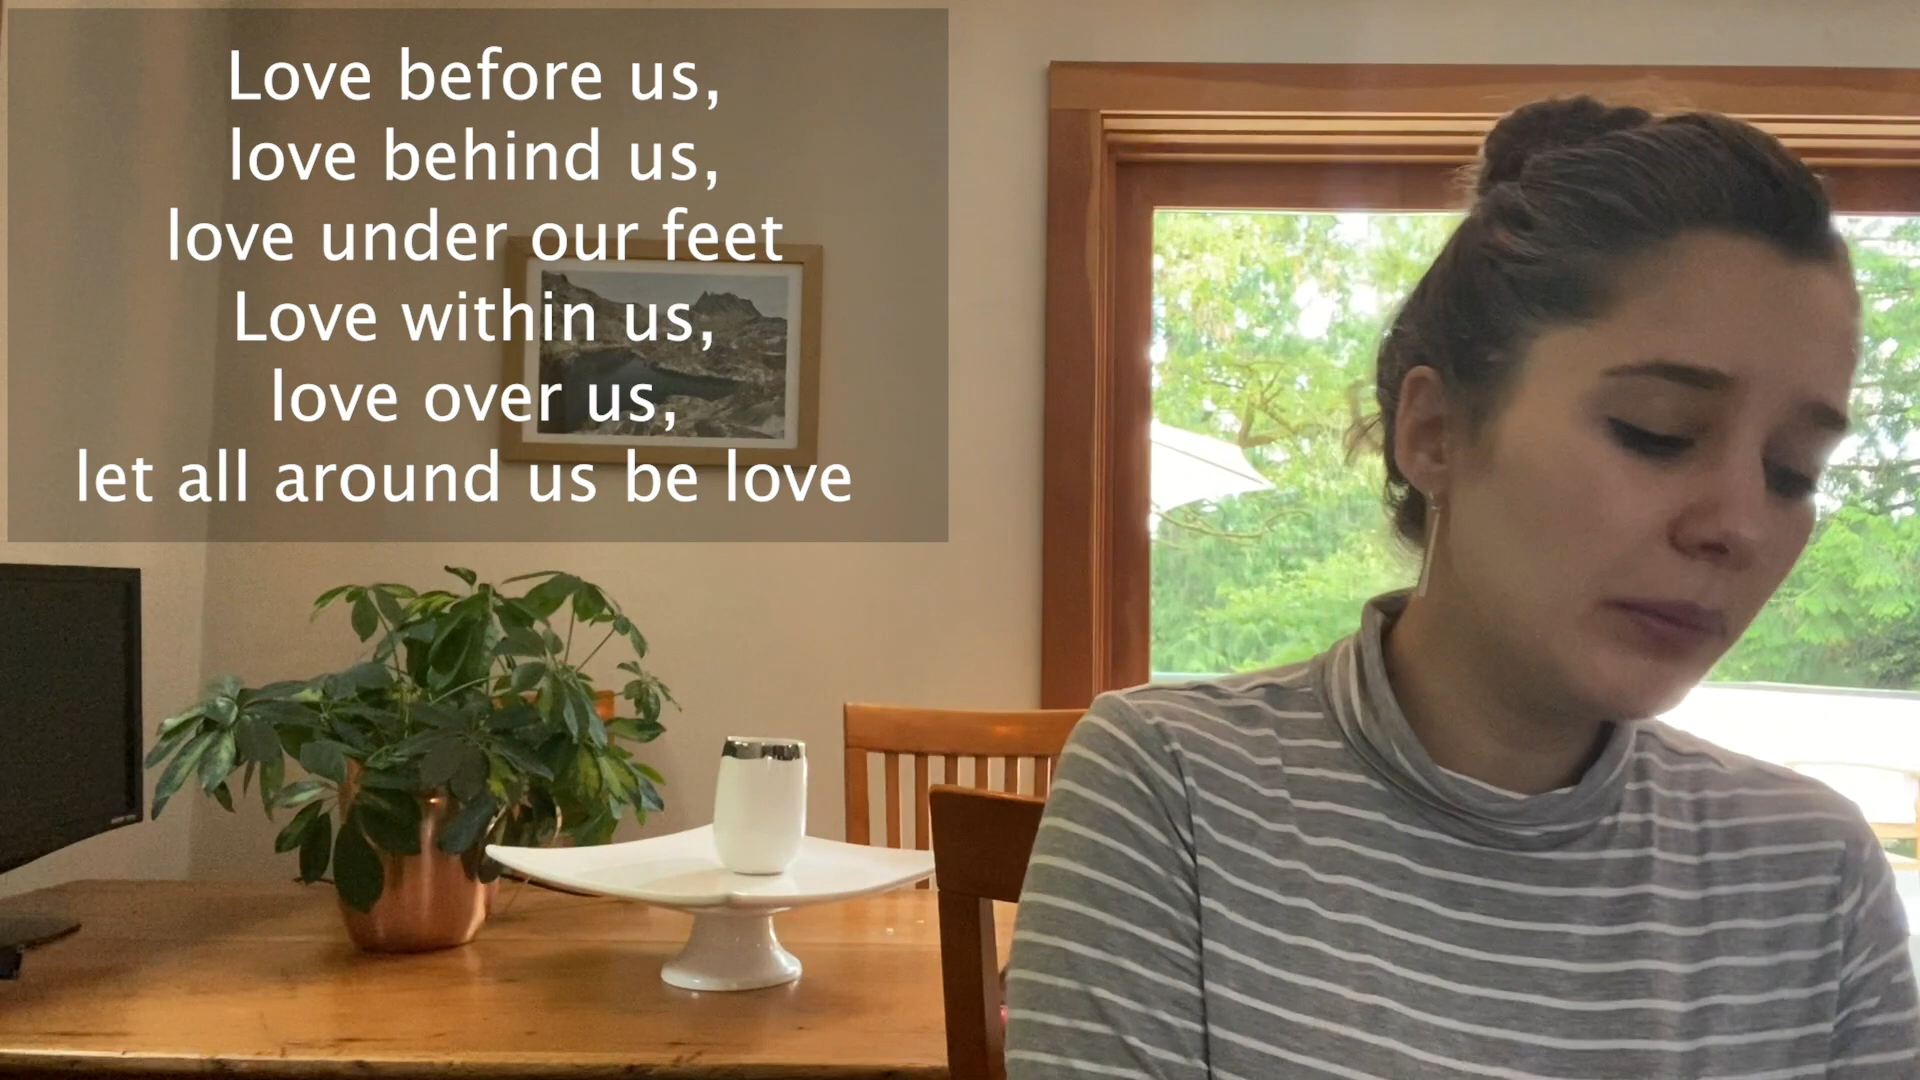 Love before us,
love behind us,
love under our feet
Love within us,
love over us,
let all around us be love